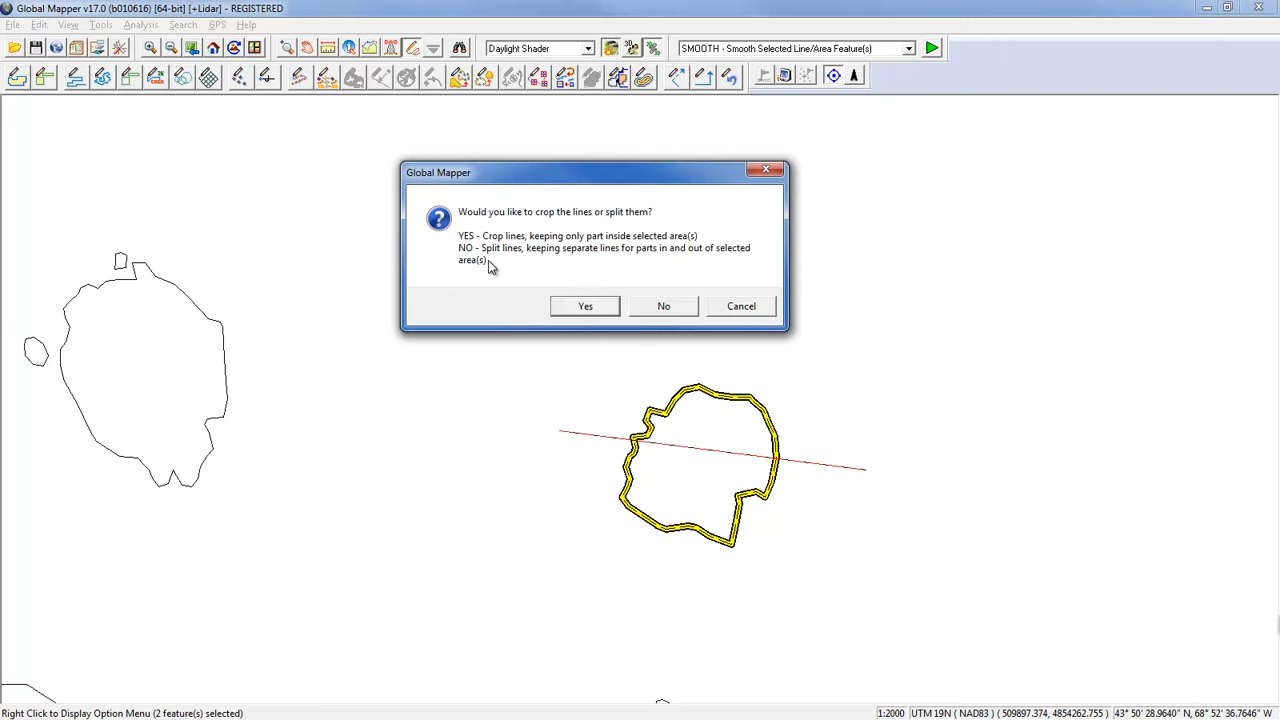 Global Mapper v17.0 (b010616) [64-bit] [+Lidar] - REGISTERED
File Edit View Tools Analysis Search GPS Help
Daylight Shader
SMOOTH - Smooth Selected Line/Area Feature(s)
Global Mapper
Would you like to crop the lines or split them?
YES - Crop lines, keeping only part inside selected area(s)
NO - Split lines, keeping separate lines for parts in and out of selected
area(s)
Yes No Cancel
Right Click to Display Option Menu (2 feature(s) selected)
1:2000 UTM 19N ( NAD83 ) ( 509897.374, 4854262.755 ) 43° 50' 28.9640" N, 68° 52' 36.7646" W